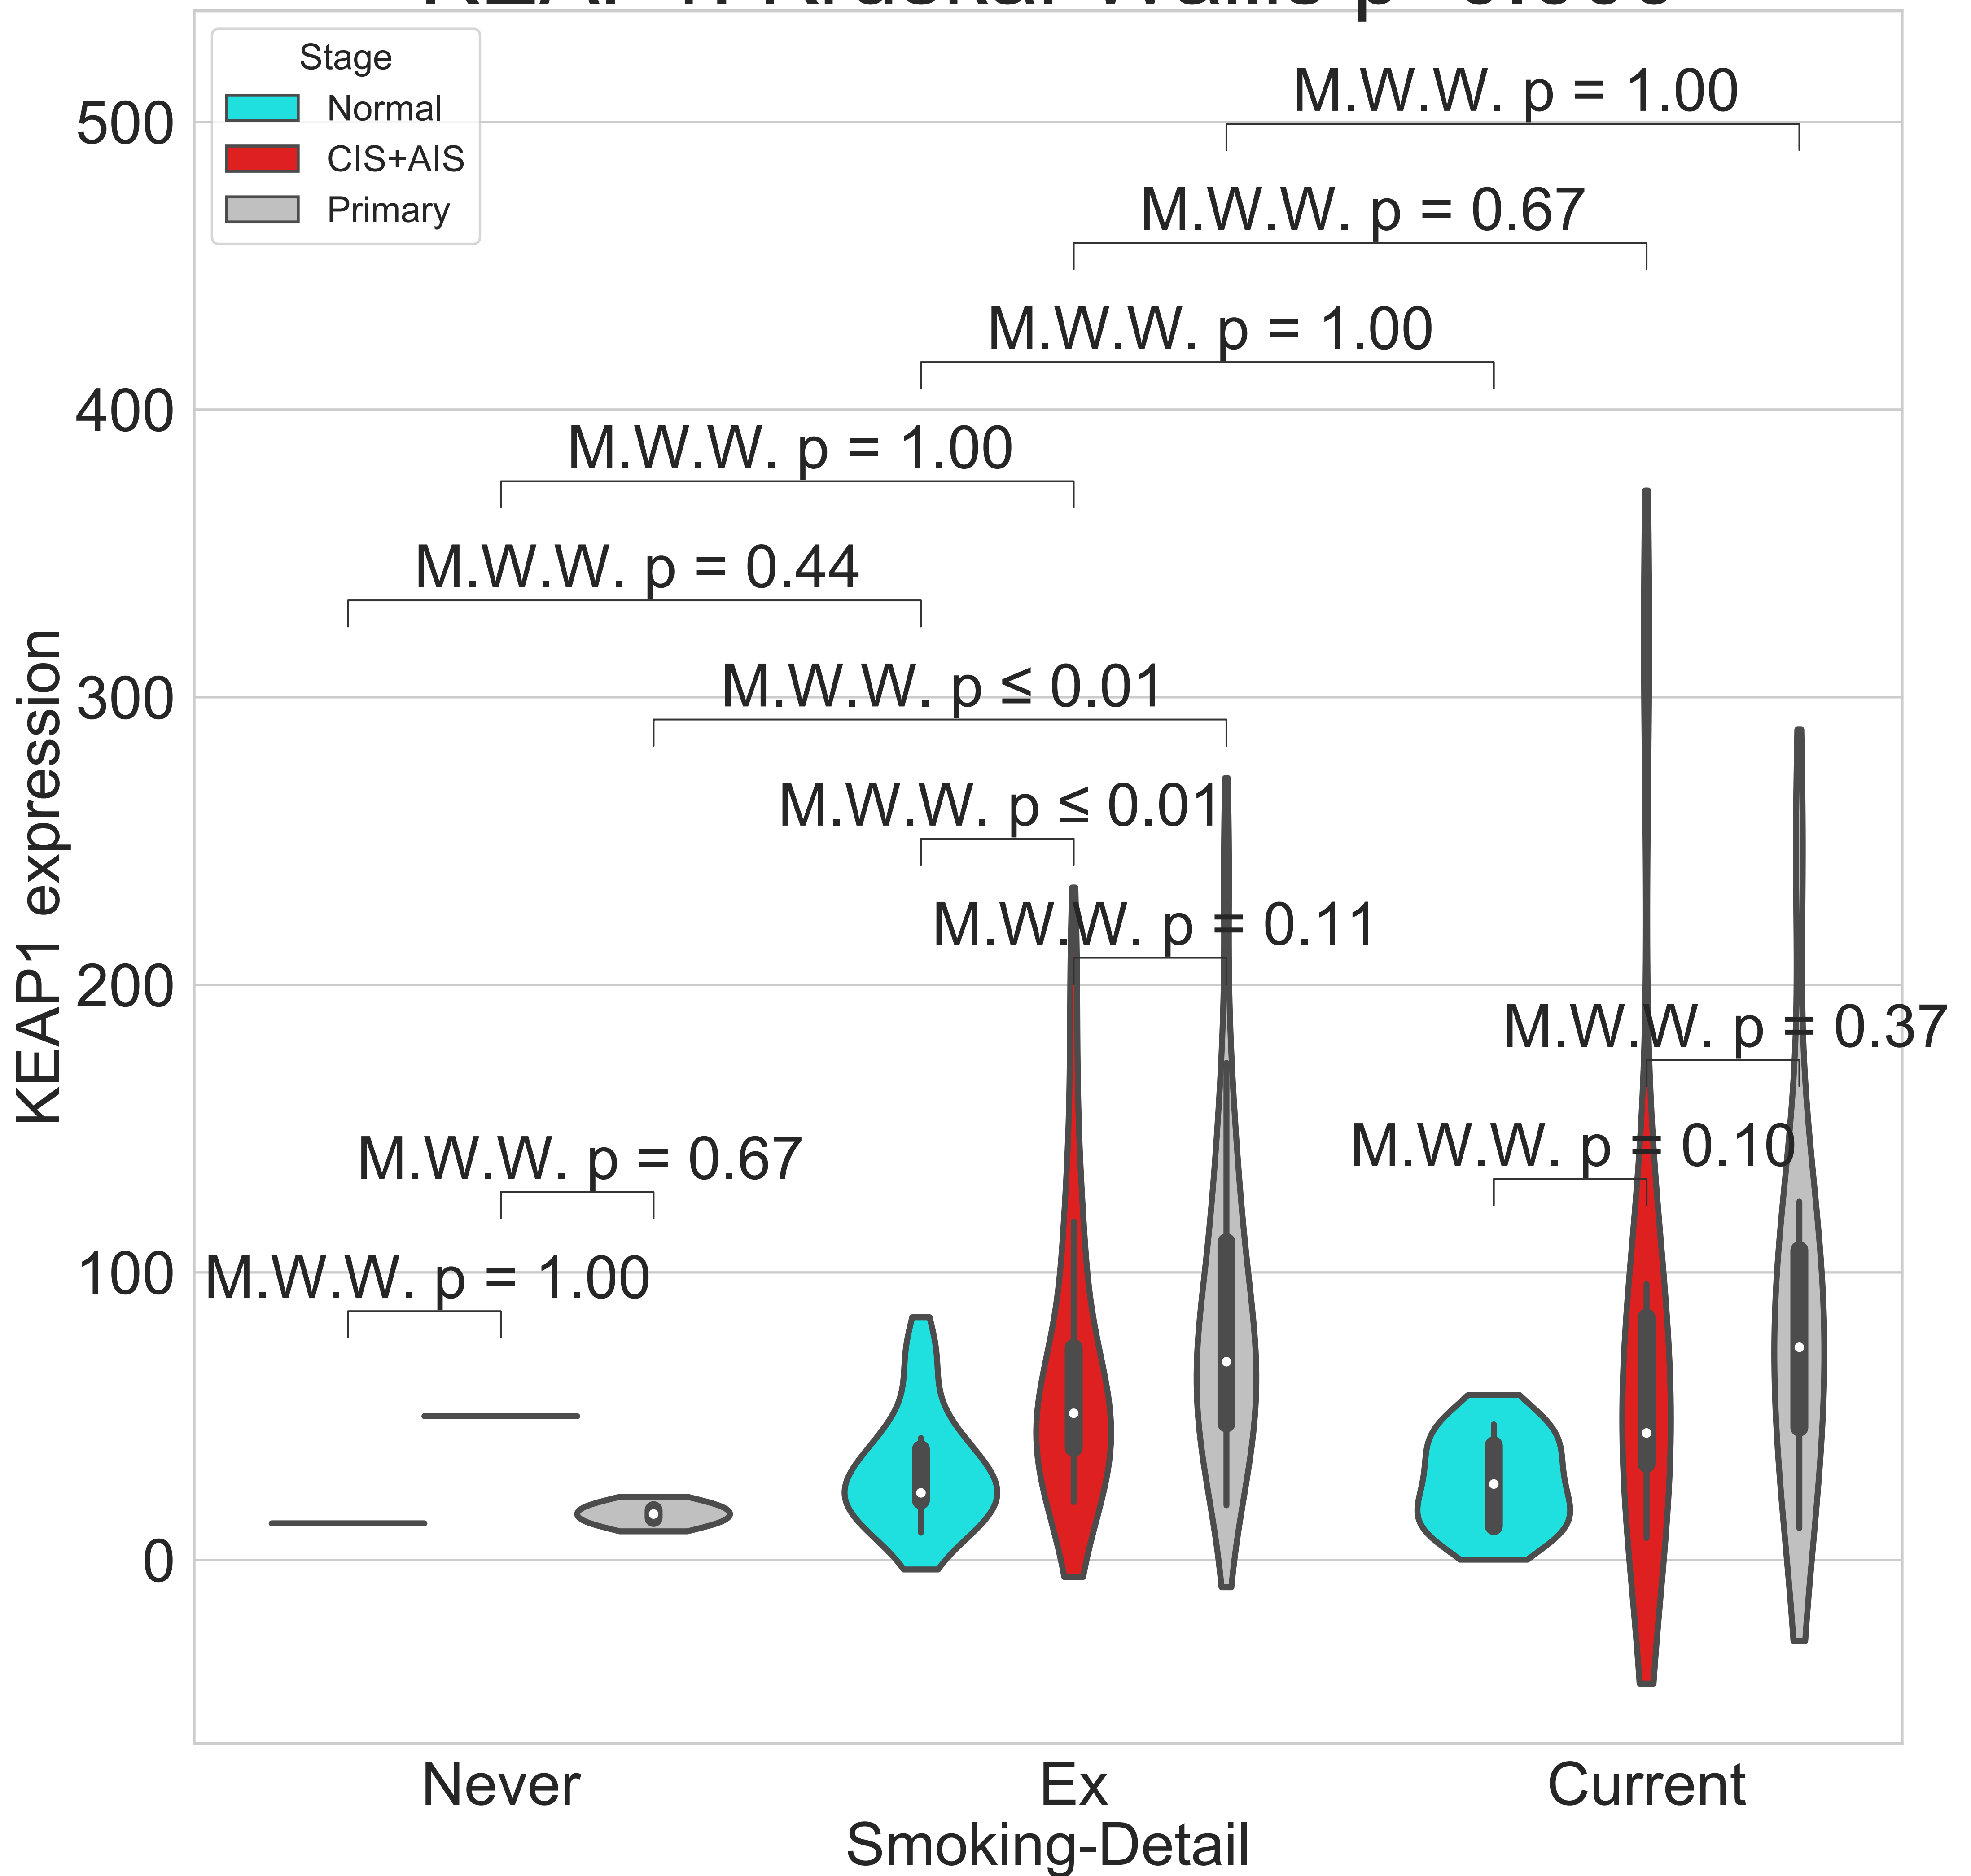 Stage
Normal
CIS+AIS
Primary
M.W.W. p = 1.00
M.W.W. p = 0.67
M.W.W. p = 1.00
M.W.W. p = 1.00
M.W.W. p = 0.44
M.W.W. p ≤ 0.01
M.W.W. p ≤ 0.01
M.W.W. p = 0.11
M.W.W. p = 0.37
M.W.W. p = 0.67
M.W.W. p = 0.10
M.W.W. p = 1.00
500
400
300
200
100
0
KEAP1 expression
Never
Ex
Current
Smoking-Detail